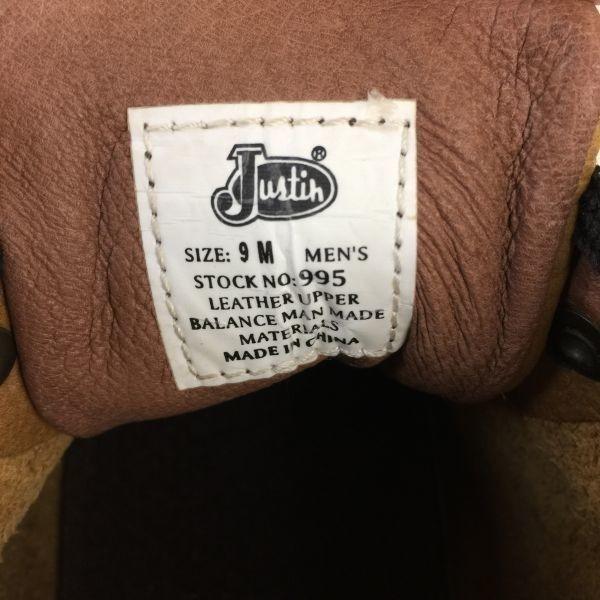 Justin®
SIZE: 9 M MEN'S
STOCK NO: 995
LEATHER UPPER
BALANCE MAN MADE
MATERIALS
MADE IN CHINA